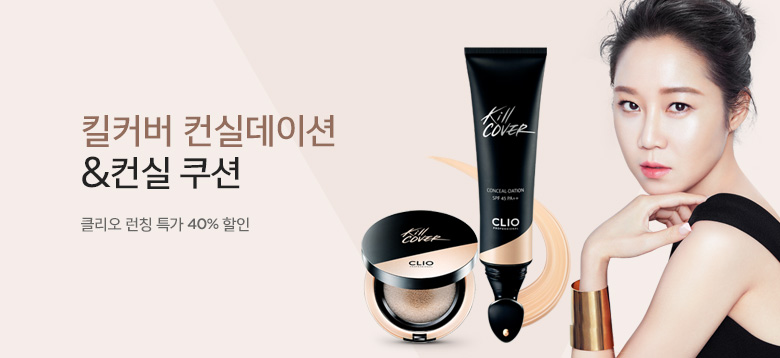 킬커버 컨실데이션
&컨실 쿠션
클리오 런칭 특가 40% 할인
Kill
COVER
CONCEAL-DATION
SPF 45 PA++
CLIO
PROFESSIONAL
Kill
COVER
CLIO